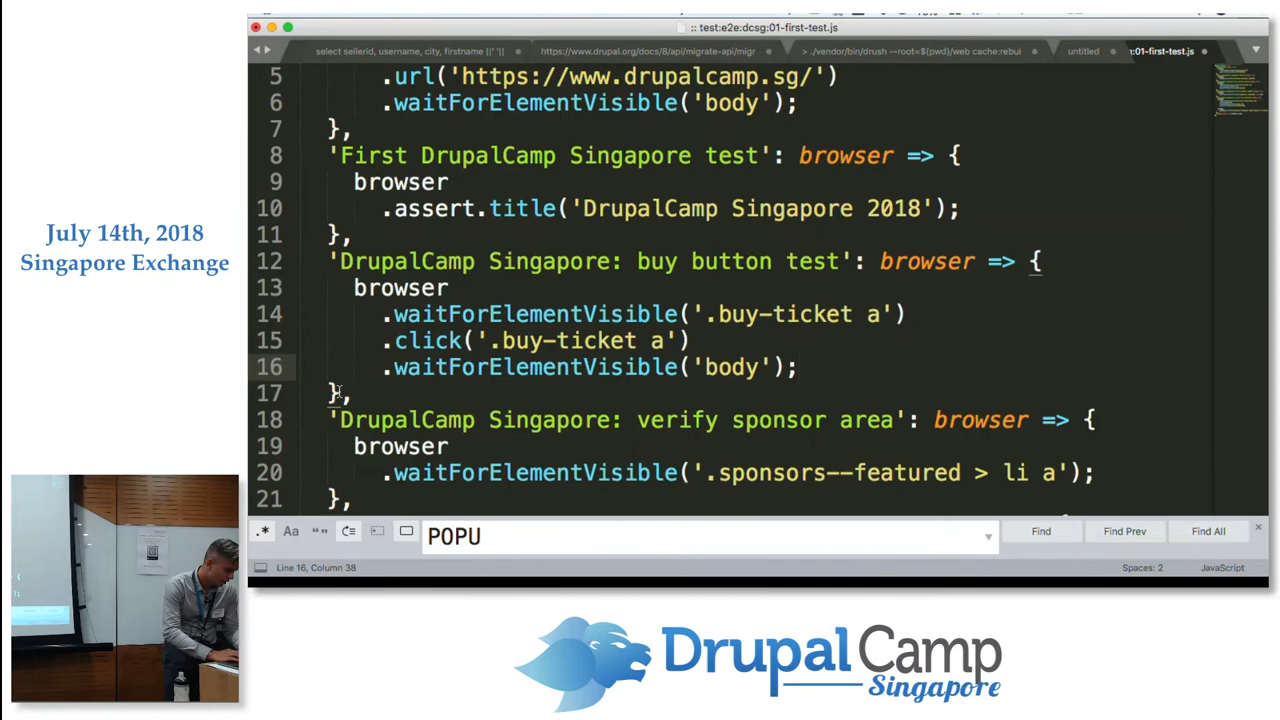 :: test:e2e:dcsg:01-first-test.js
select sellerid, username, city, firstname ||' '||
https://www.drupal.org/docs/8/api/migrate-api/migr
> ./vendor/bin/drush --root=$(pwd)/web cache:rebui
untitled
:01-first-test.js
5 .url('https://www.drupalcamp.sg/')
6 .waitForElementVisible('body');
7 },
8 'First DrupalCamp Singapore test': browser => {
9 browser
10 .assert.title('DrupalCamp Singapore 2018');
11 },
12 'DrupalCamp Singapore: buy button test': browser => {
13 browser
14 .waitForElementVisible('.buy-ticket a')
15 .click('.buy-ticket a')
16 .waitForElementVisible('body');
17 },
18 'DrupalCamp Singapore: verify sponsor area': browser => {
19 browser
20 .waitForElementVisible('.sponsors--featured > li a');
21 },
.* Aa “” POPU Find Find Prev Find All
Line 16, Column 38 Spaces: 2 JavaScript
July 14th, 2018
Singapore Exchange
DrupalCamp
Singapore